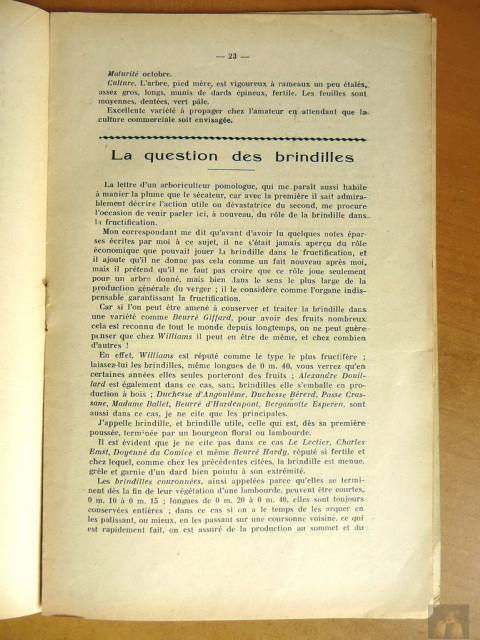 — 23 —
Maturité octobre.
Culture. L'arbre, pied mère, est vigoureux à rameaux un peu étalés,
assez gros, longs, munis de dards épineux, fertile. Les feuilles sont
moyennes, dentées, vert pâle.
Excellente variété à propager chez l'amateur en attendant que la
culture commerciale soit envisagée.
La question des brindilles
La lettre d'un arboriculteur pomologue, qui me paraît aussi habile
à manier la plume que le sécateur, car avec la première il sait admira-
blement décrire l'action utile ou dévastatrice du second, me procure
l'occasion de venir parler ici, à nouveau, du rôle de la brindille dans
la fructification.
Mon correspondant me dit qu'avant d'avoir lu quelques notes épar-
ses écrites par moi à ce sujet, il ne s'était jamais aperçu du rôle
économique que pouvait jouer la brindille dans le fructification, et
il ajoute qu'il ne donne pas cela comme un fait nouveau après moi,
mais il prétend qu'il ne faut pas croire que ce rôle joue seulement
pour un arbre donné, mais bien dans le sens le plus large de la
production générale du verger ; il le considère comme l'organe indis-
pensable garantissant la fructification.
Car si l'on peut être amené à conserver et traiter la brindille dans
une variété comme Beurré Giffard, pour avoir des fruits nombreux
cela est reconnu de tout le monde depuis longtemps, on ne peut guère
penser que chez Williams il peut en être de même, et chez combien
d'autres !
En effet, Williams est réputé comme le type le plus fructifère ;
laissez-lui les brindilles, même longues de 0 m. 40, vous verrez qu'en
certaines années elles seules porteront des fruits ; Alexandre Douil-
lard est également dans ce cas, sans brindilles elle s'emballe en pro-
duction à bois ; Duchesse d'Angoulême, Duchesse Bérerd, Passe Cras-
sane, Madame Ballet, Beurré d'Hardenpont, Bergamotte Esperen, sont
aussi dans ce cas, je ne cite que les principales.
J'appelle brindille, et brindille utile, celle qui est, dès sa première
poussée, terminée par un bourgeon floral ou lambourde.
Il est évident que je ne cite pas dans ce cas Le Lectier, Charles
Ernst, Doyenné du Comice et même Beurré Hardy, réputé si fertile et
chez lequel, comme chez les précédentes citées, la brindille est menue,
grêle et garnie d'un dard bien pointu à son extrémité.
Les brindilles couronnées, ainsi appelées parce qu'elles se termi-
nent dès la fin de leur végétation d'une lambourde, peuvent être courtes,
0 m. 10 à 0 m. 15 ; longues de 0 m. 20 à 0 m. 40, elles sont toujours
conservées entières ; dans ce cas si on a le temps de les arquer en
les palissant, ou mieux, en les passant sur une coursonne voisine, ce qui
est rapidement fait, on est assuré de la production au sommet et du